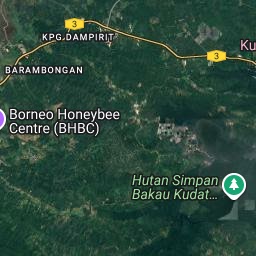 3
KPG.DAMPIRIT
3
Ku
BARAMBONGAN
Borneo Honeybee
Centre (BHBC)
Hutan Simpan
Bakau Kudat...